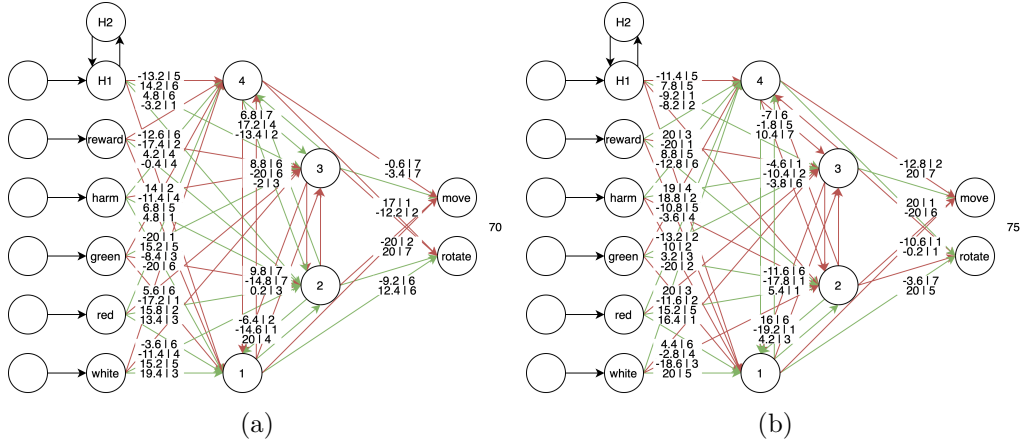 H2
H1
reward
harm
green
red
white
-13.2 | 5
14.2 | 6
4.8 | 6
-3.2 | 1
-12.6 | 6
-17.4 | 2
4.2 | 4
-0.4 | 4
14 | 2
-11.4 | 4
6.8 | 5
4.8 | 1
-20 | 1
15.2 | 5
-8.4 | 3
-20 | 6
5.6 | 6
-17.2 | 1
15.8 | 2
13.4 | 3
-3.6 | 6
-11.4 | 4
15.2 | 5
19.4 | 3
4
6.8 | 7
17.2 | 4
-13.4 | 2
3
8.8 | 6
-20 | 6
-2 | 3
2
9.8 | 7
-14.8 | 7
0.2 | 3
1
-6.4 | 2
-14.6 | 1
20 | 4
-0.6 | 7
-3.4 | 7
17 | 1
-12.2 | 2
-20 | 2
20 | 7
-9.2 | 6
12.4 | 6
move
rotate
70
(a)
H2
H1
reward
harm
green
red
white
-11.4 | 5
7.8 | 5
-9.2 | 1
-8.2 | 2
20 | 3
-20 | 1
8.8 | 5
-12.8 | 6
19 | 4
18.8 | 2
-10.8 | 5
-3.6 | 4
-13.2 | 2
10 | 2
3.2 | 3
-20 | 2
20 | 3
-11.6 | 2
15.2 | 5
16.4 | 1
4.4 | 6
-2.8 | 4
-18.6 | 3
20 | 5
4
-7 | 6
-1.8 | 5
10.4 | 7
3
-4.6 | 1
-10.4 | 2
-3.8 | 6
2
-11.6 | 6
-17.8 | 1
5.4 | 1
1
16 | 6
-19.2 | 1
4.2 | 3
-12.8 | 2
20 | 7
20 | 1
-20 | 6
-10.6 | 1
-0.2 | 1
-3.6 | 7
20 | 5
move
rotate
75
(b)